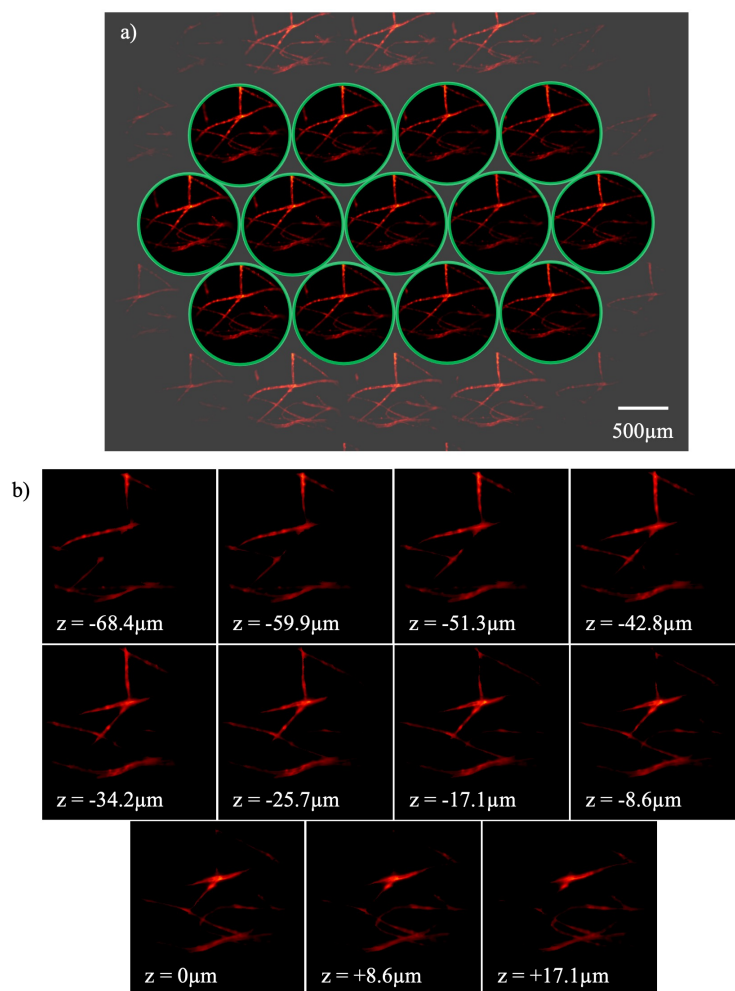 a)
500µm
b)
z = -68.4µm
z = -59.9µm
z = -51.3µm
z = -42.8µm
z = -34.2µm
z = -25.7µm
z = -17.1µm
z = -8.6µm
z = 0µm
z = +8.6µm
z = +17.1µm